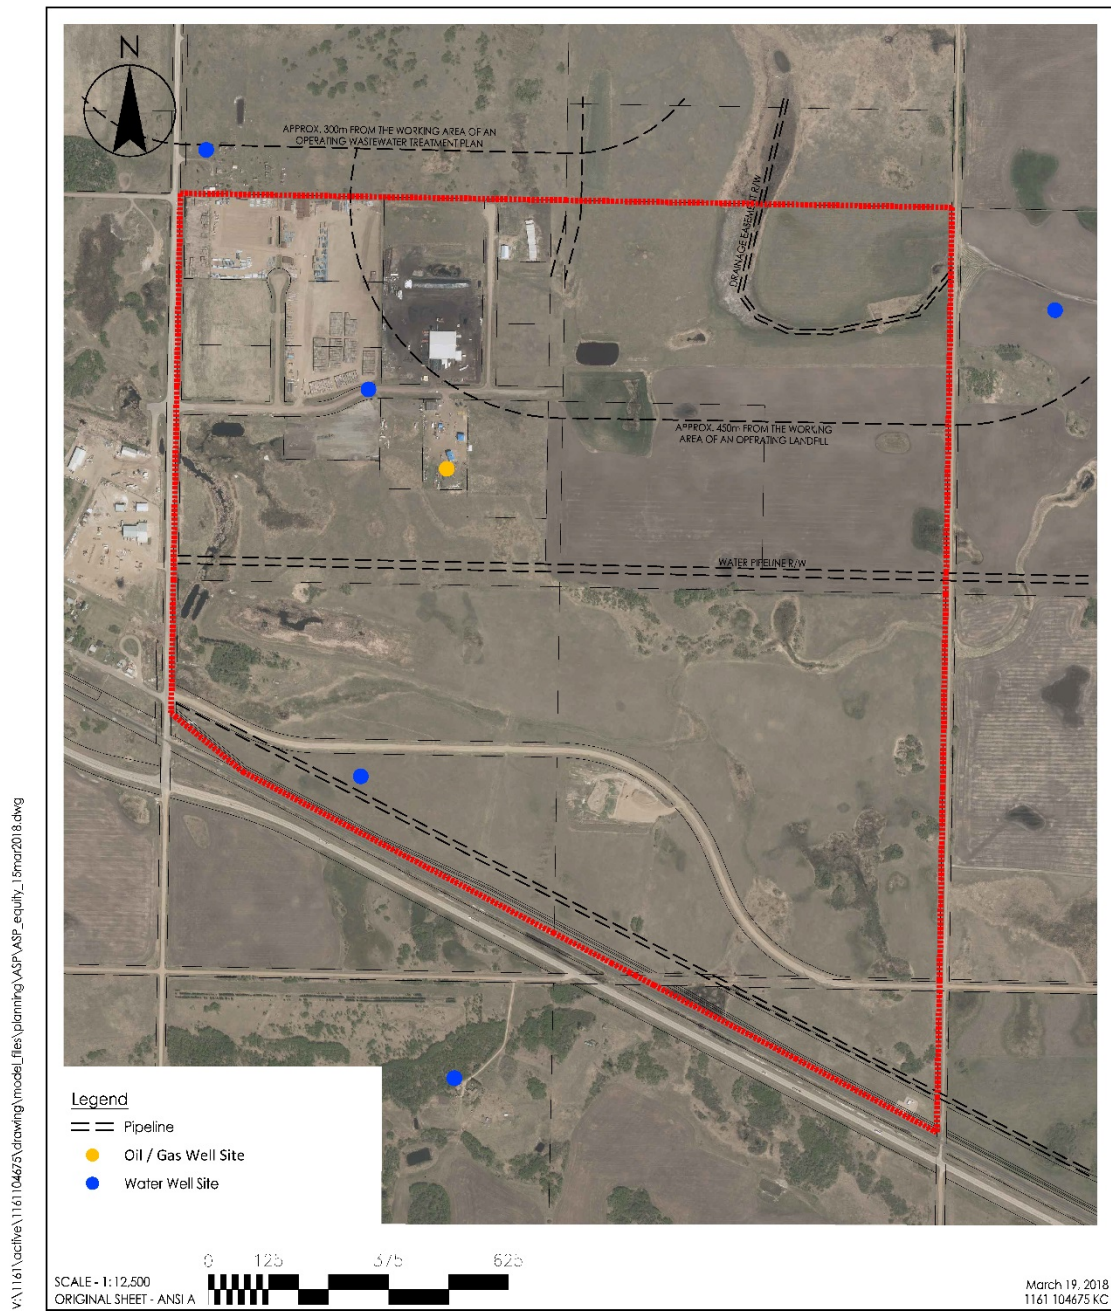 N
APPROX. 300m FROM THE WORKING AREA OF AN
OPERATING WASTEWATER TREATMENT PLAN
DRAINAGE EASEMENT R/W
APPROX. 450m FROM THE WORKING
AREA OF AN OPERATING LANDFILL
WATER PIPELINE R/W
Legend
Pipeline
Oil / Gas Well Site
Water Well Site
0 125 375 625
SCALE - 1:12,500
ORIGINAL SHEET - ANSI A
March 19, 2018
1161 104675 KC
V:\1161\active\1161104675\drawing\model_files\planning\ASP\ASP_equity_15mar2018.dwg